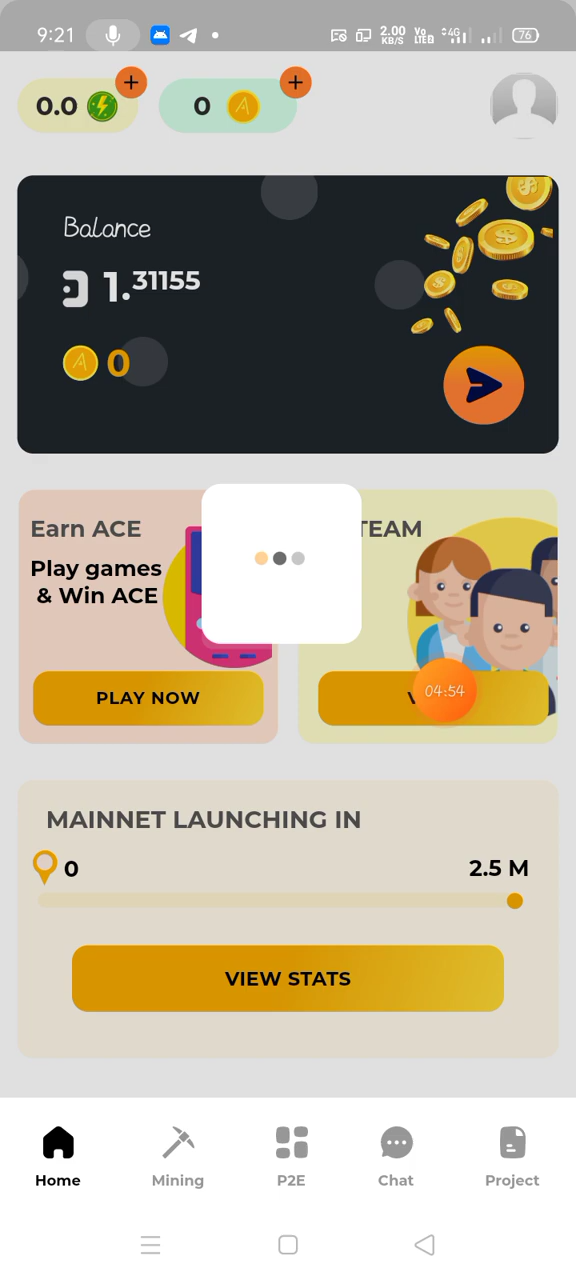 9:21
2.00 KB/S
Vo LTE2
4G
76
0.0
0
Balance
1.31155
0
Earn ACE
TEAM
Play games
& Win ACE
PLAY NOW
04:54
MAINNET LAUNCHING IN
0
2.5 M
VIEW STATS
Home
Mining
P2E
Chat
Project